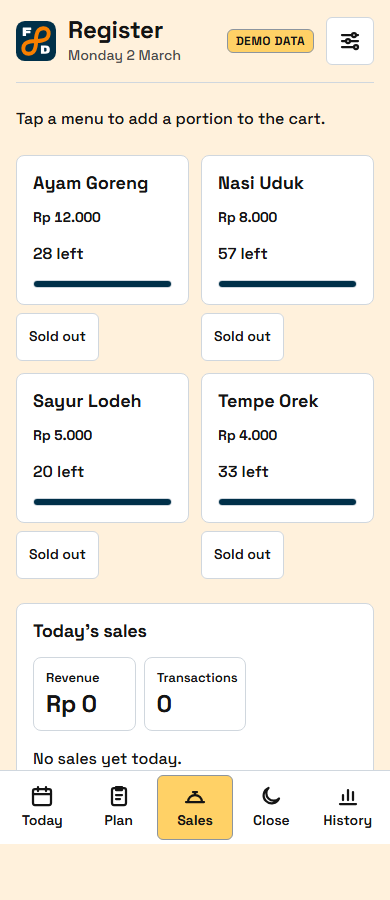 F
D
Register
Monday 2 March
DEMO DATA
Tap a menu to add a portion to the cart.
Ayam Goreng
Rp 12.000
28 left
Nasi Uduk
Rp 8.000
57 left
Sold out
Sold out
Sayur Lodeh
Rp 5.000
20 left
Tempe Orek
Rp 4.000
33 left
Sold out
Sold out
Today’s sales
Revenue
Rp 0
Transactions
0
No sales yet today.
Today
Plan
Sales
Close
History